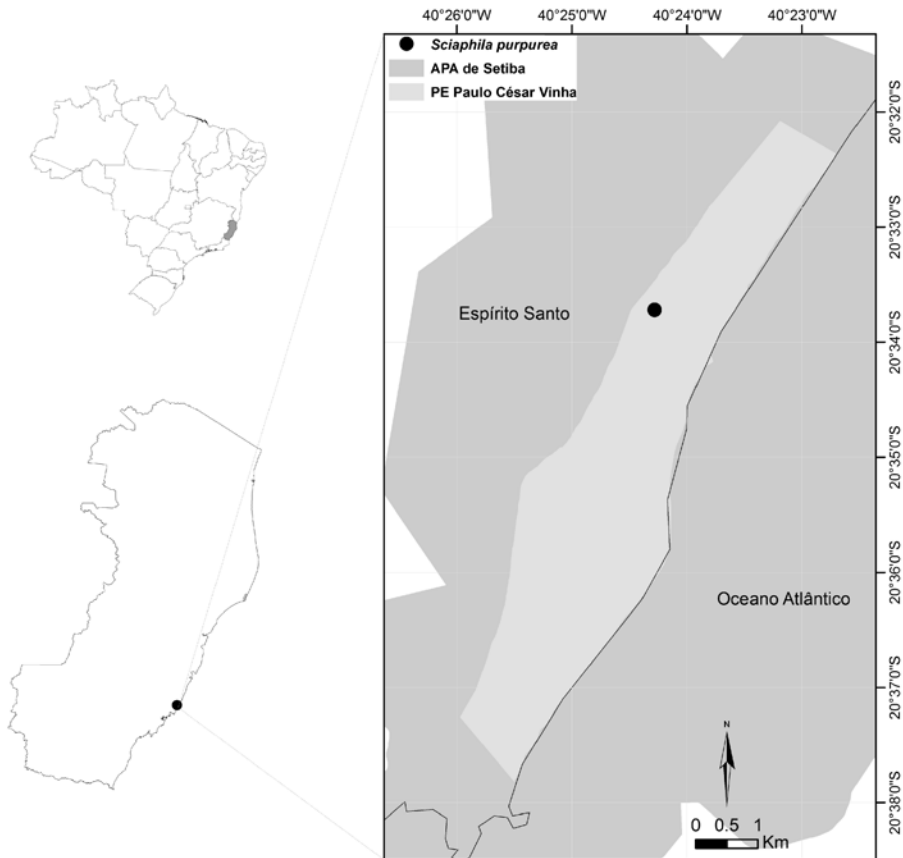 40°26'0"W 40°25'0"W 40°24'0"W 40°23'0"W
Sciaphila purpurea
APA de Setiba
PE Paulo César Vinha
20°32'0"S
20°33'0"S
Espírito Santo
20°34'0"S
20°35'0"S
20°36'0"S
Oceano Atlântico
20°37'0"S
N
20°38'0"S
0 0.5 1
Km